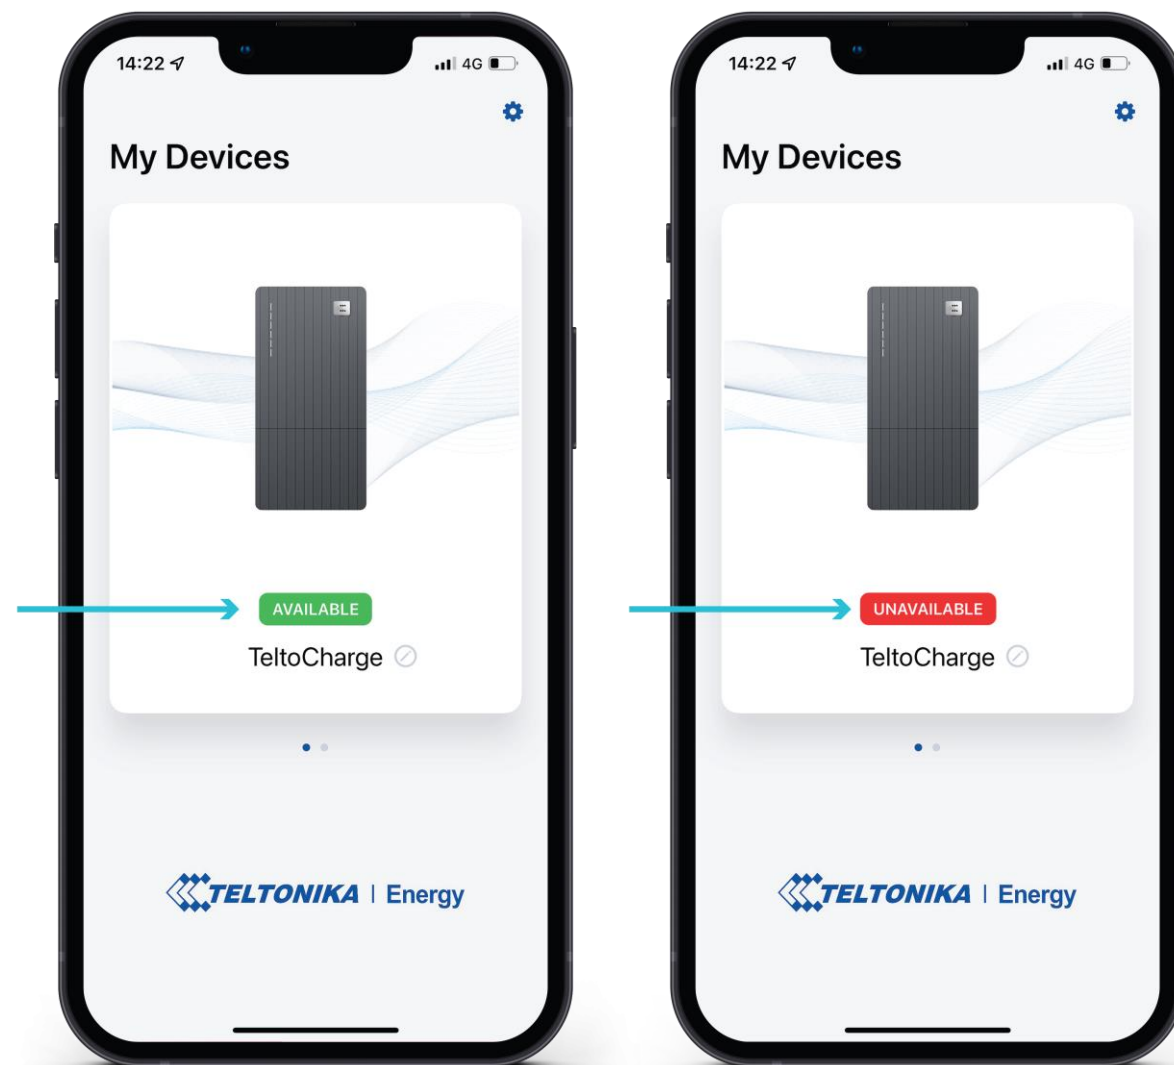 14:22 4G
My Devices
AVAILABLE
TeltoCharge
TELTONIKA | Energy
14:22 4G
My Devices
UNAVAILABLE
TeltoCharge
TELTONIKA | Energy